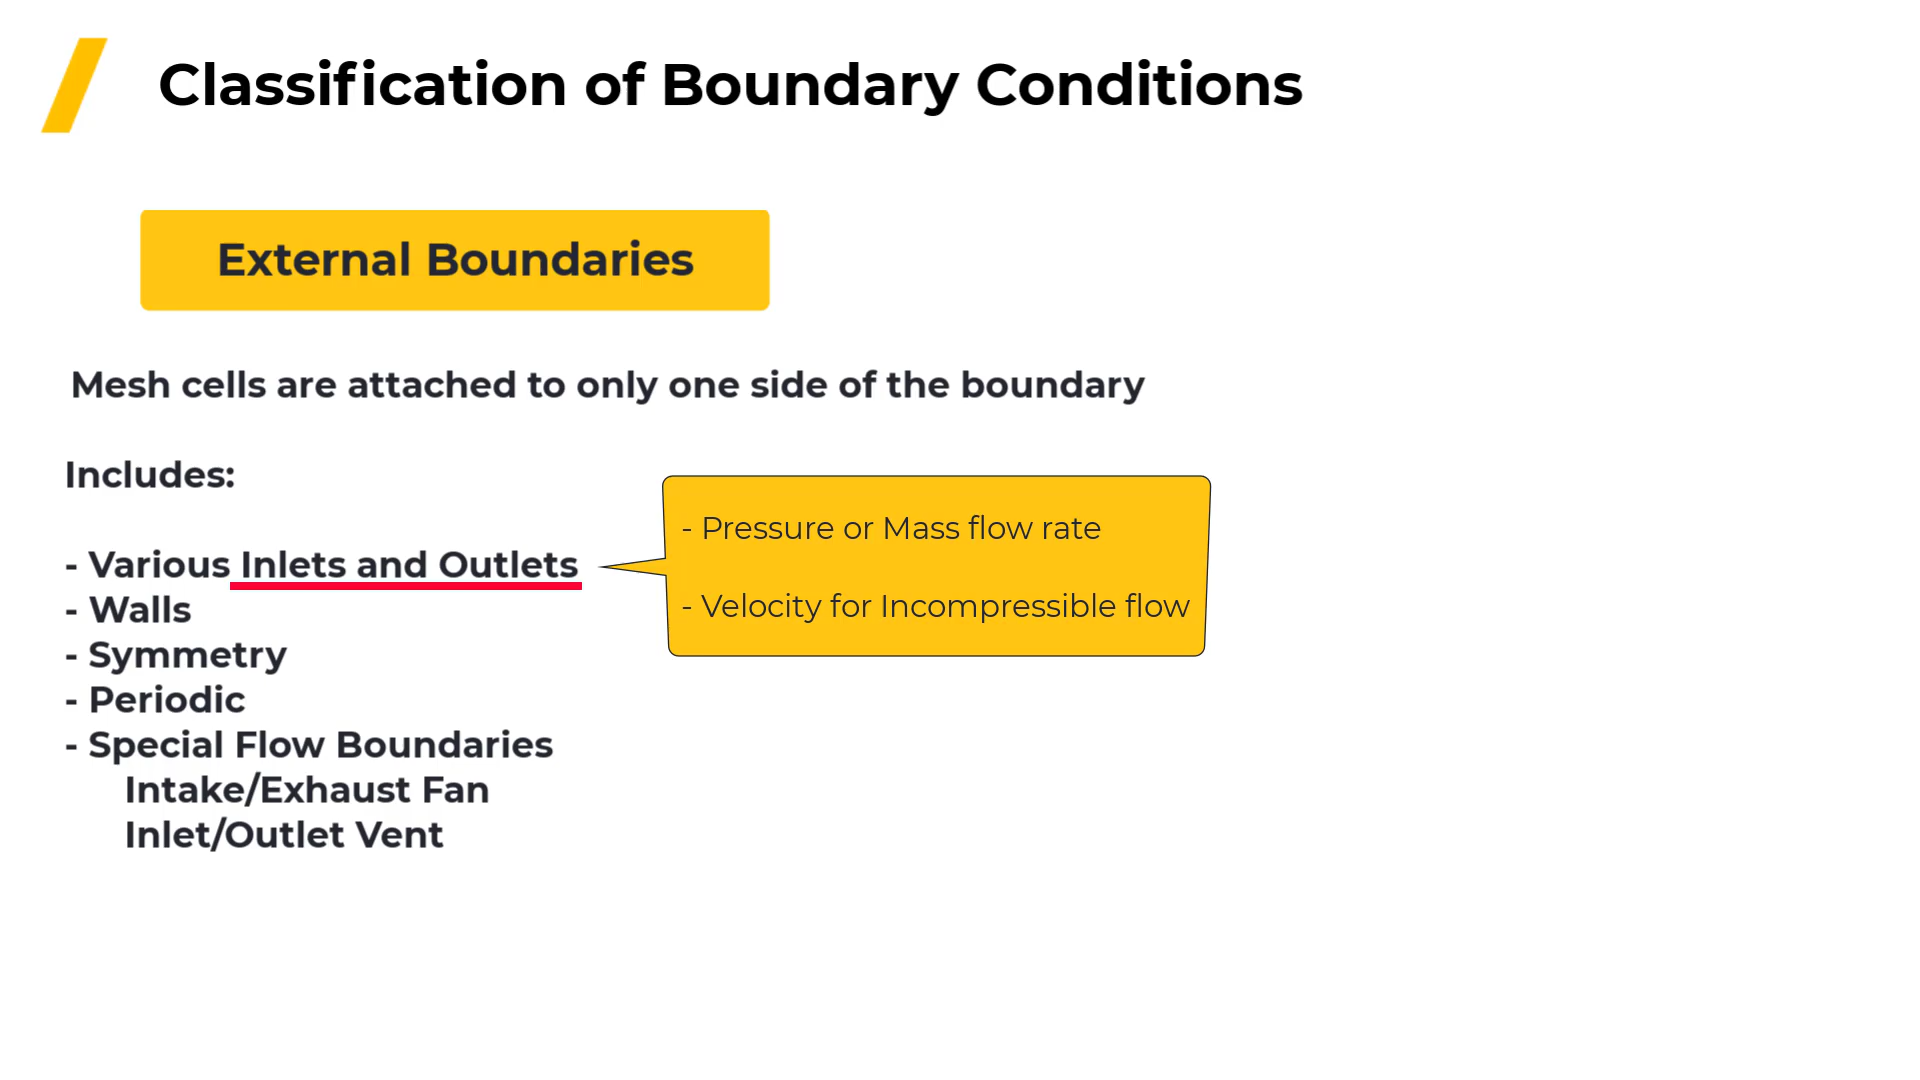 Classification of Boundary Conditions
External Boundaries
Mesh cells are attached to only one side of the boundary
Includes:
- Various Inlets and Outlets
- Walls
- Symmetry
- Periodic
- Special Flow Boundaries
Intake/Exhaust Fan
Inlet/Outlet Vent
- Pressure or Mass flow rate
- Velocity for Incompressible flow